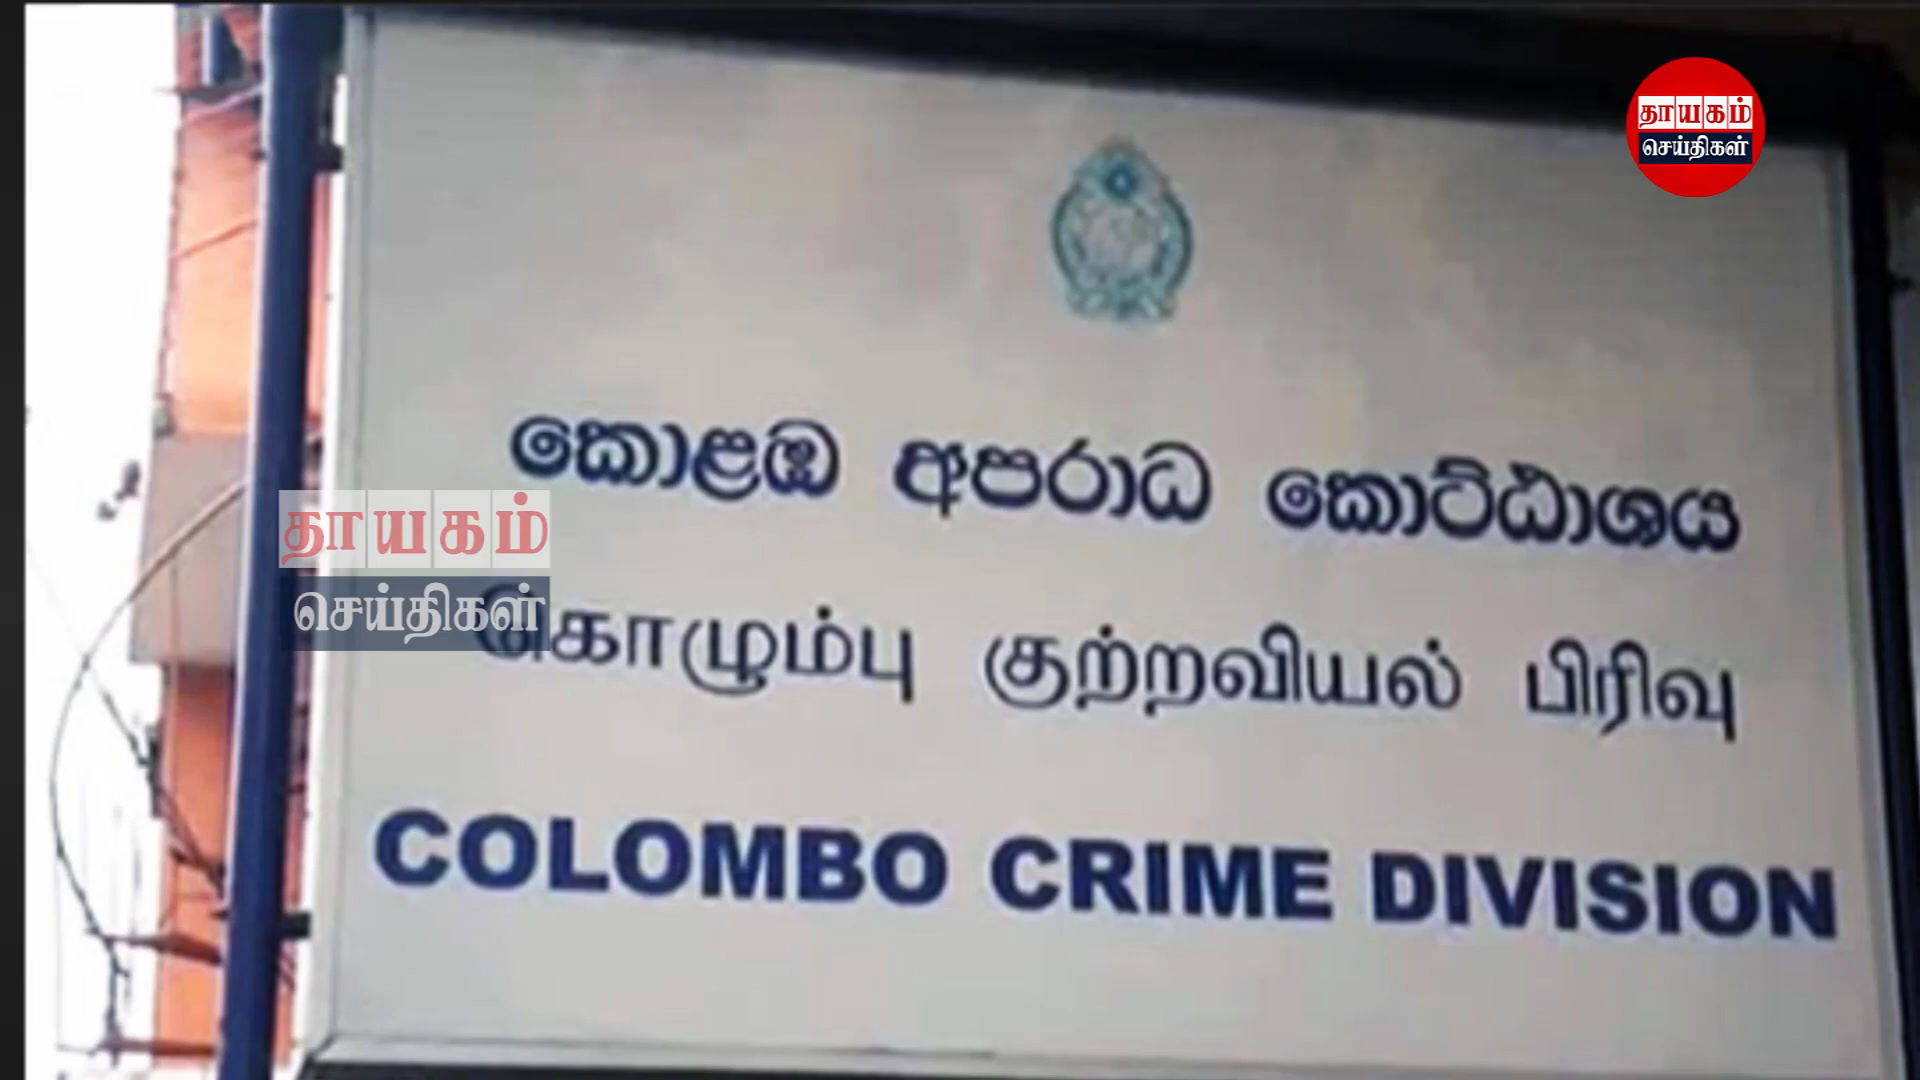 தாயகம்
செய்திகள்
කොළඹ අපරාධ කොට්ඨාශය
தாயகம்
செய்திகள்
கொழும்பு குற்றவியல் பிரிவு
COLOMBO CRIME DIVISION